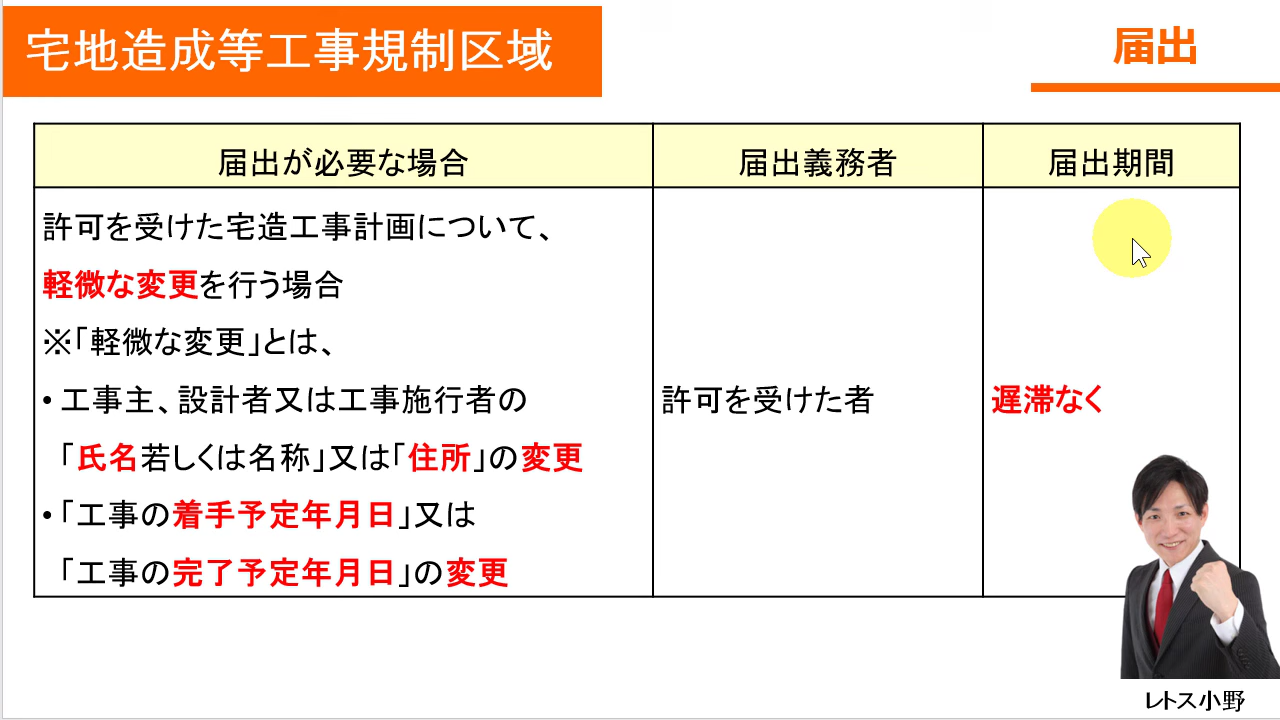 宅地造成等工事規制区域
届出
届出が必要な場合
届出義務者
届出期間
許可を受けた宅造工事計画について、
軽微な変更を行う場合
※「軽微な変更」とは、
・工事主、設計者又は工事施行者の
「氏名若しくは名称」又は「住所」の変更
・「工事の着手予定年月日」又は
「工事の完了予定年月日」の変更
許可を受けた者
遅滞なく
レトス小野